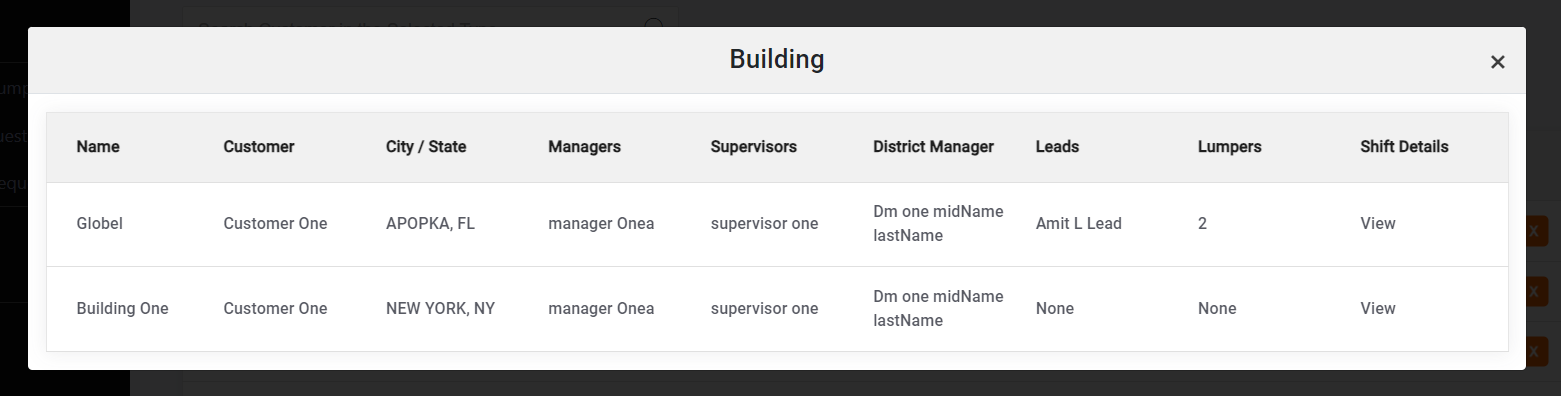 Building
×
Name Customer City / State Managers Supervisors District Manager Leads Lumpers Shift Details
Globel Customer One APOPKA, FL manager Onea supervisor one Dm one midName Amit L Lead 2 View
lastName
Building One Customer One NEW YORK, NY manager Onea supervisor one Dm one midName None None View
lastName
X
X
X